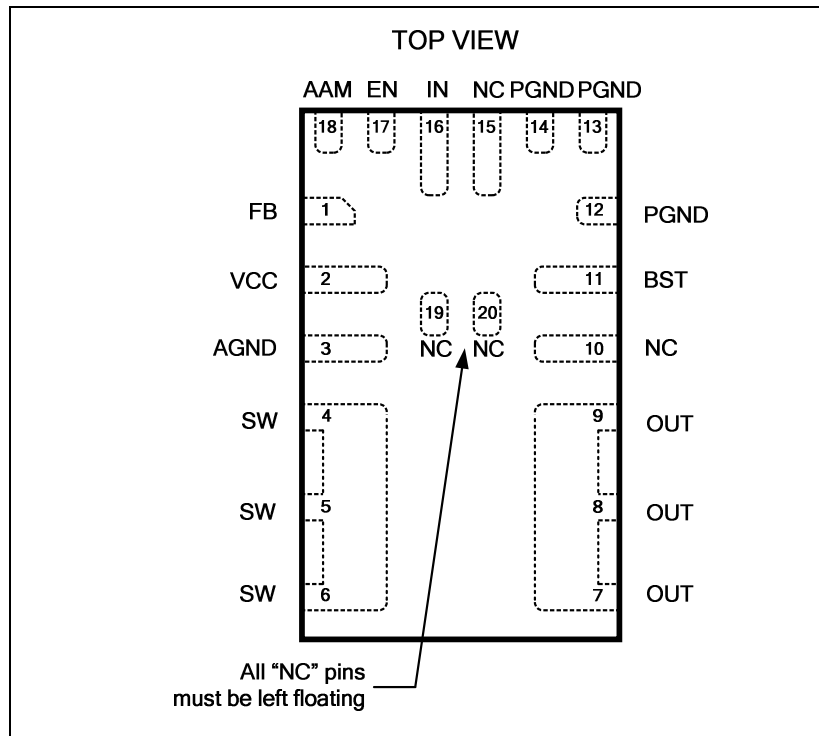 TOP VIEW
AAM EN IN NC PGND PGND
18 17 16 15 14 13
FB 1 12 PGND
VCC 2 11 BST
19 20
AGND 3 NC NC 10 NC
SW 4 9 OUT
SW 5 8 OUT
SW 6 7 OUT
All “NC” pins
must be left floating